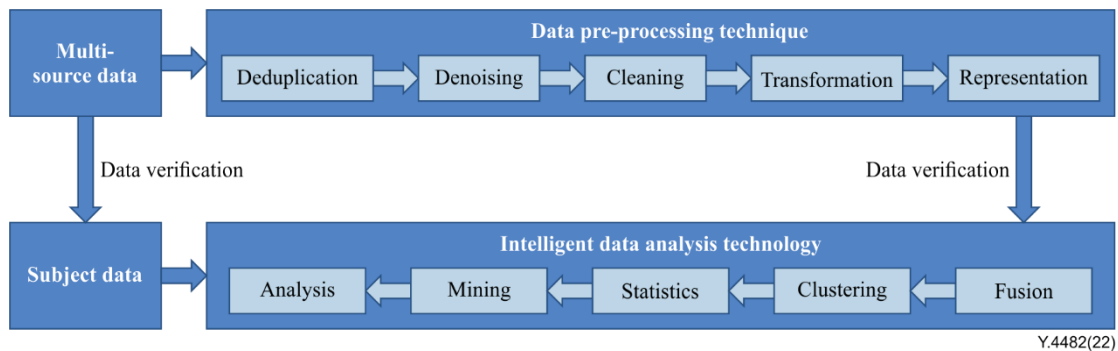 Multi-
source data
Data pre-processing technique
Deduplication
Denoising
Cleaning
Transformation
Representation
Data verification
Data verification
Subject data
Intelligent data analysis technology
Analysis
Mining
Statistics
Clustering
Fusion
Y.4482(22)